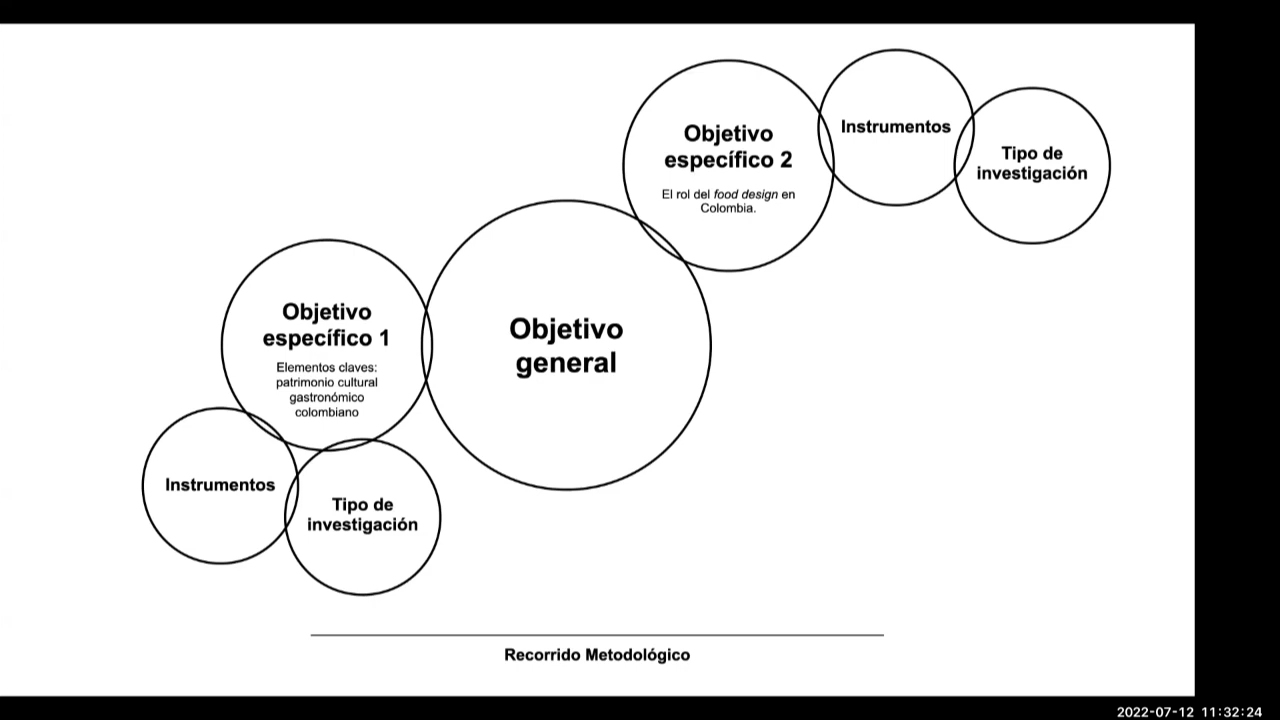 Objetivo
específico 2
El rol del food design en
Colombia.
Instrumentos
Tipo de
investigación
Objetivo
específico 1
Elementos claves:
patrimonio cultural
gastronómico
colombiano
Objetivo
general
Instrumentos
Tipo de
investigación
Recorrido Metodológico
2022-07-12 11:32:24